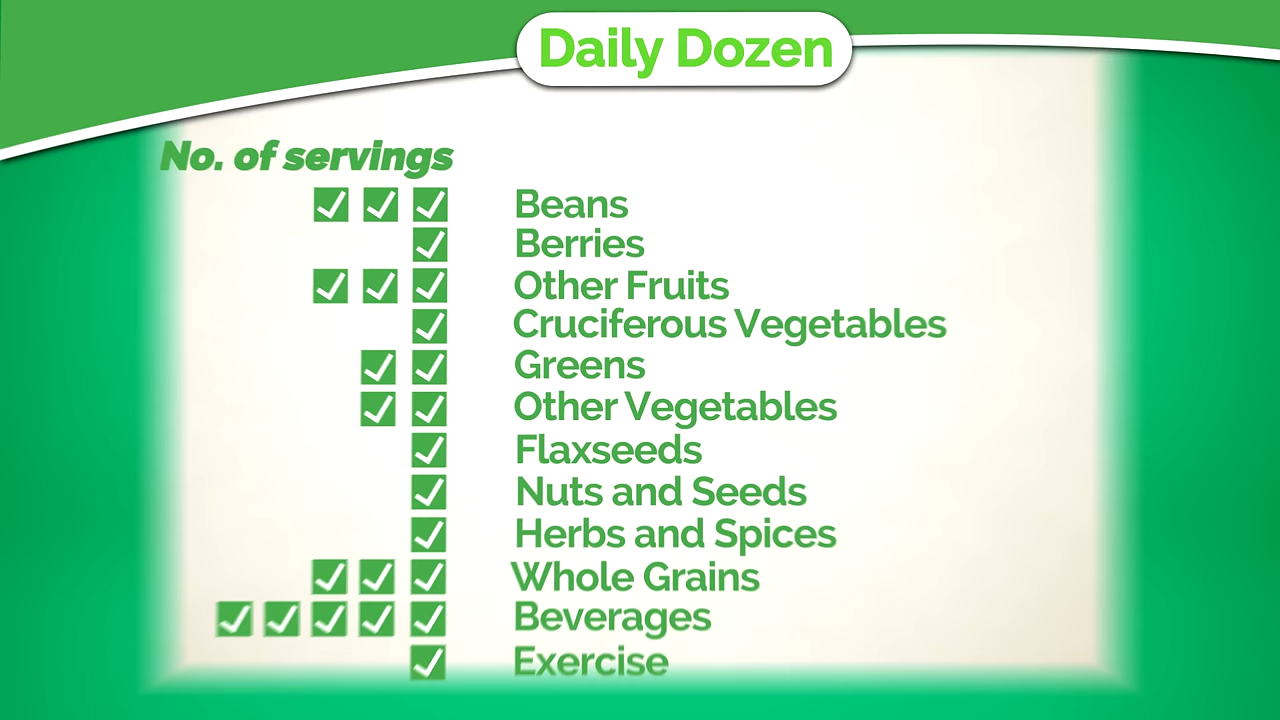 Daily Dozen
No. of servings
Beans
Berries
Other Fruits
Cruciferous Vegetables
Greens
Other Vegetables
Flaxseeds
Nuts and Seeds
Herbs and Spices
Whole Grains
Beverages
Exercise